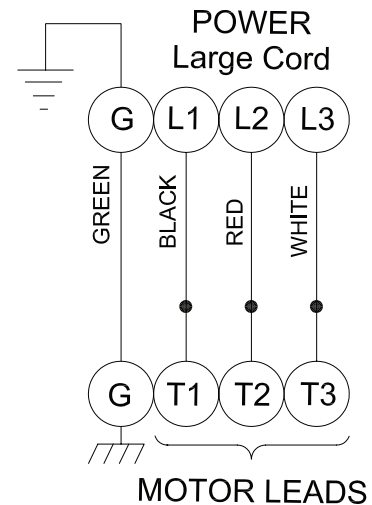 POWER
Large Cord
G L1 L2 L3
GREEN
BLACK
RED
WHITE
G T1 T2 T3
MOTOR LEADS